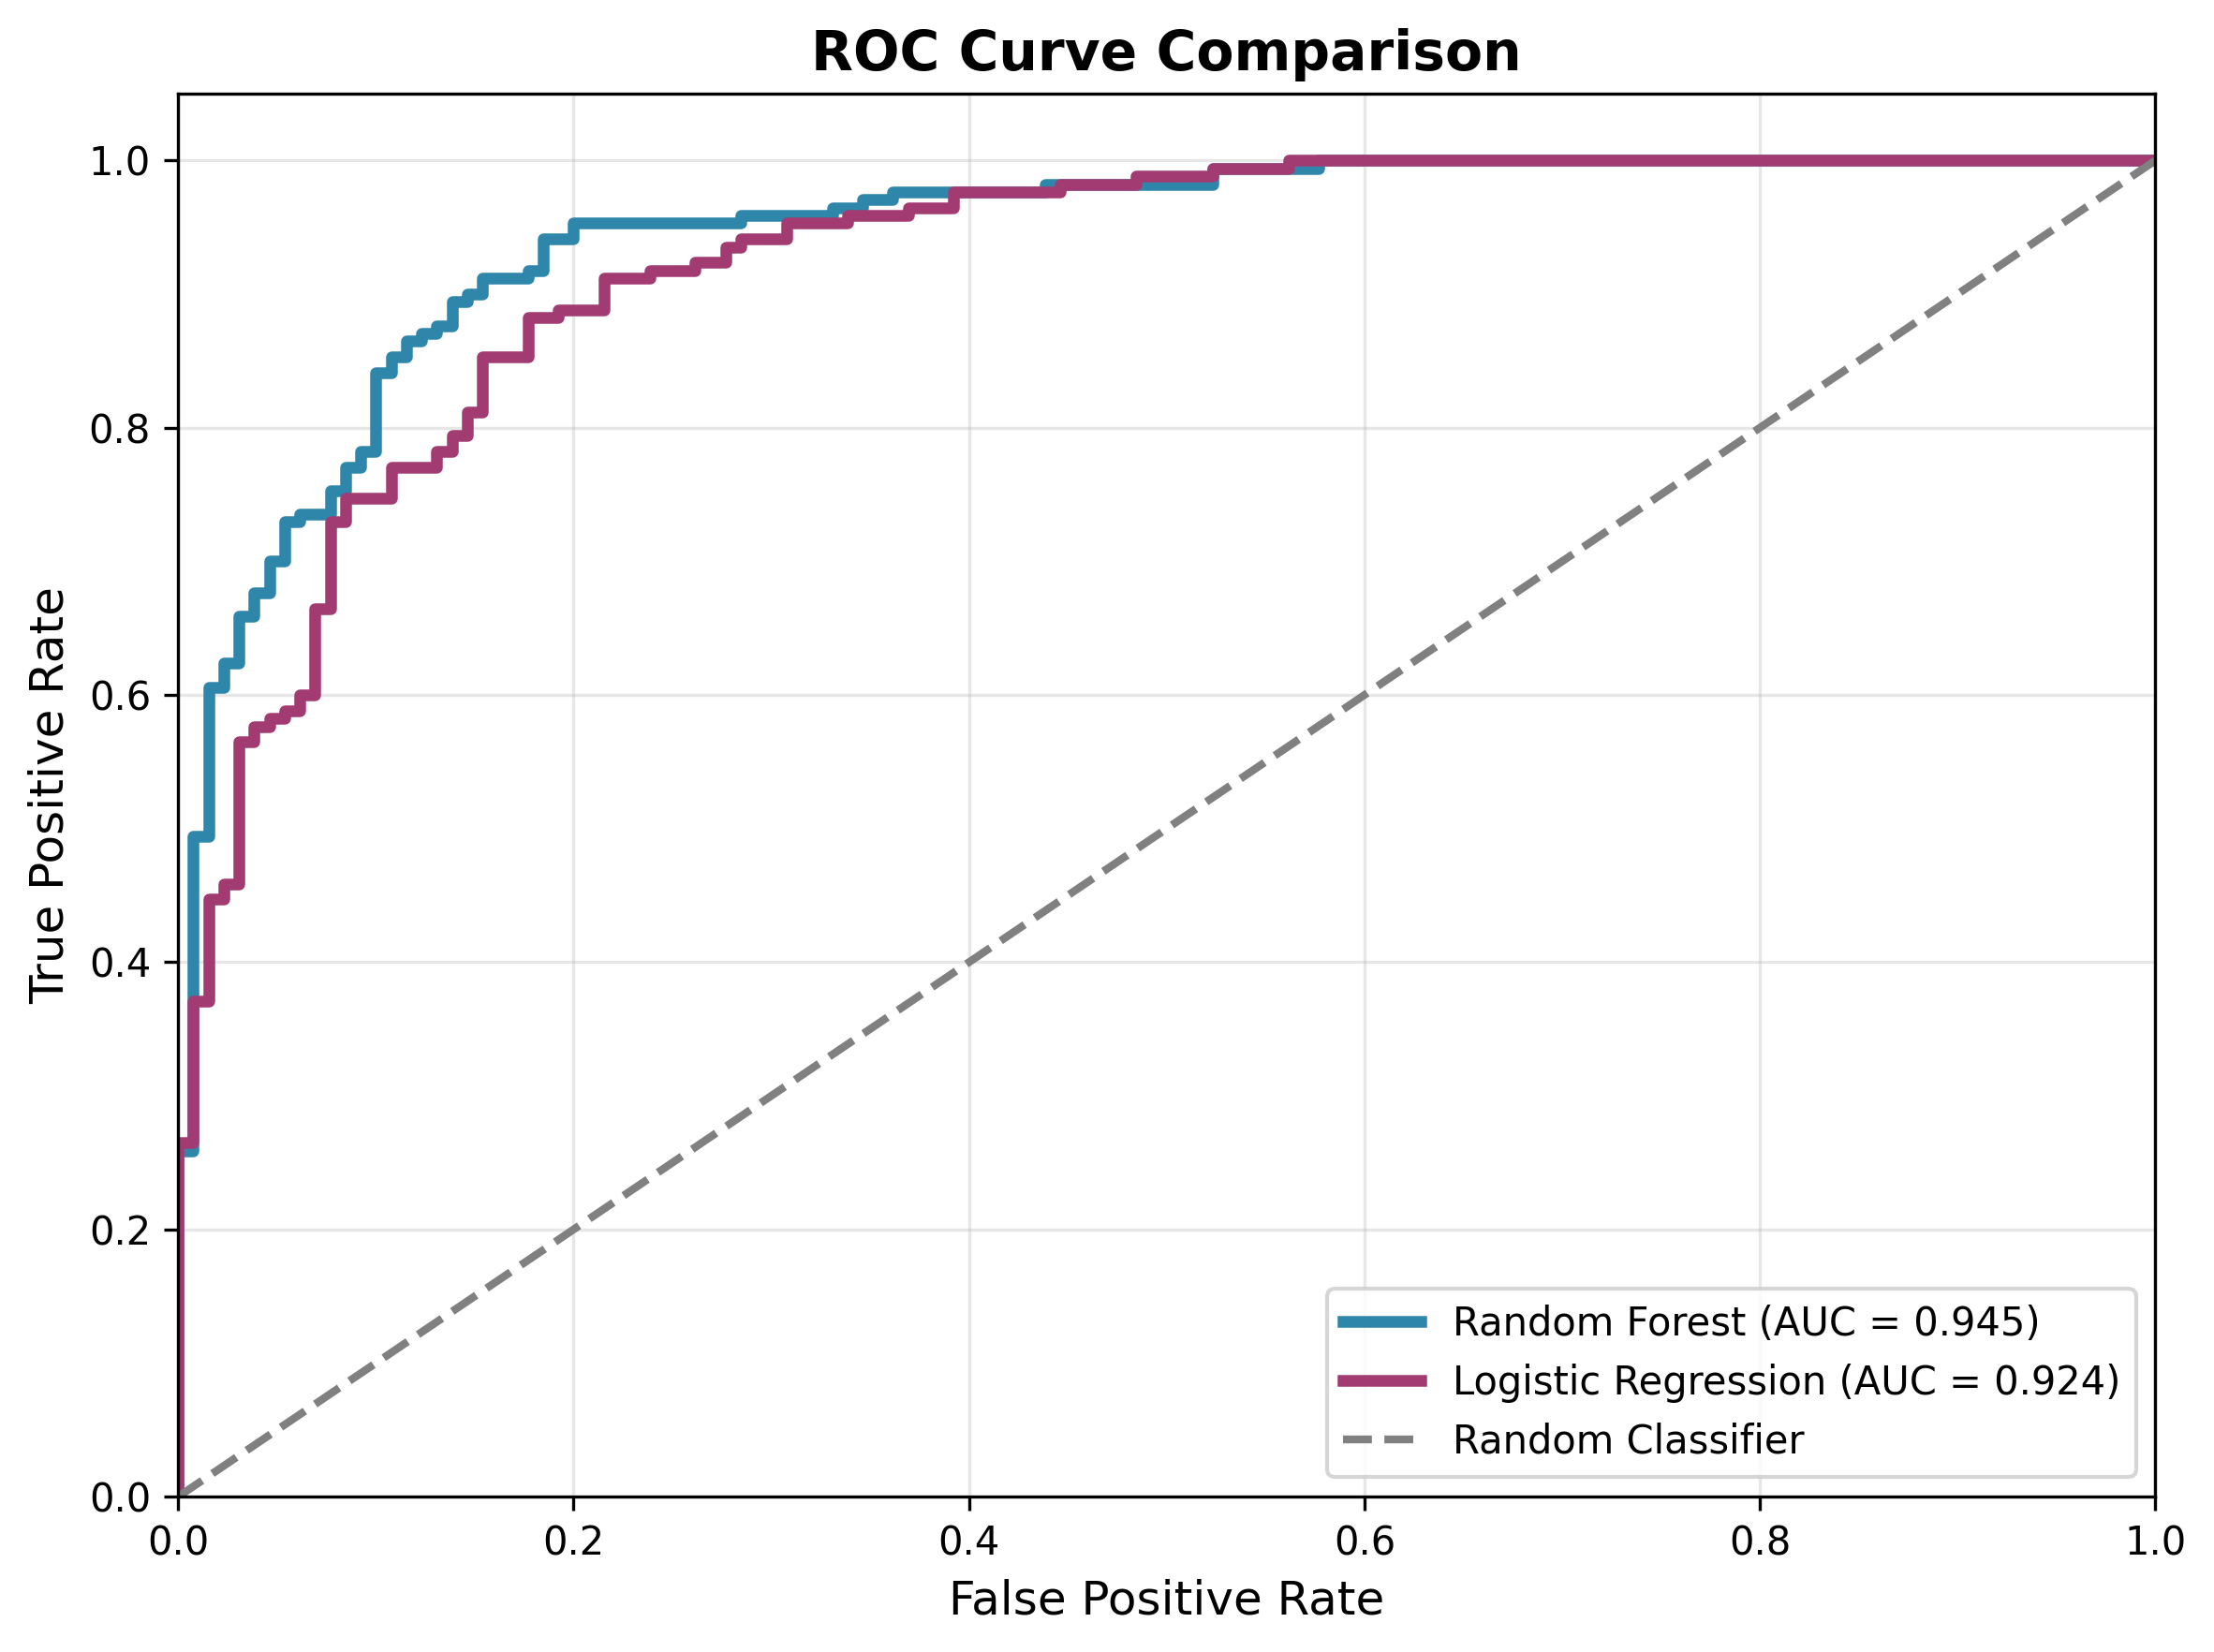 ROC Curve Comparison
True Positive Rate
1.0
0.8
0.6
0.4
0.2
0.0
0.0 0.2 0.4 0.6 0.8 1.0
False Positive Rate
Random Forest (AUC = 0.945)
Logistic Regression (AUC = 0.924)
Random Classifier